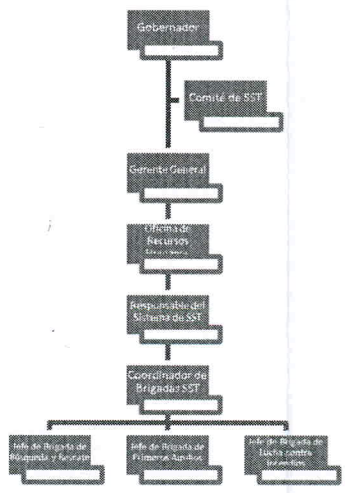 Gobernador
Comité de SST
Gerente General
Oficina de
Recursos
Humanos
Responsable del
Sistema de SST
Coordinador de
Brigadas SST
Jefe de Brigada de
Búsqueda y Rescate
Jefe de Brigada de
Primeros Auxilios
Jefe de Brigada de
Lucha contra
Incendios